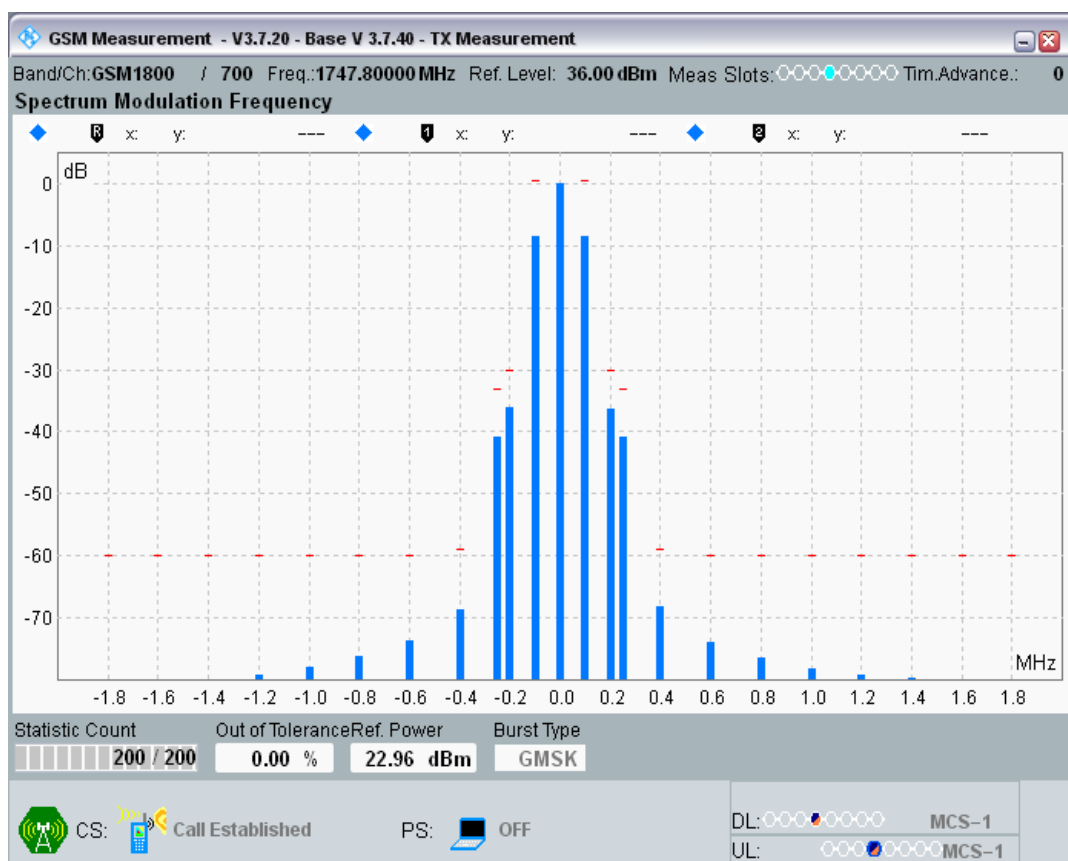 GSM Measurement - V3.7.20 - Base V 3.7.40 - TX Measurement
Band/Ch:GSM1800 / 700 Freq.:1747.80000 MHz Ref. Level: 36.00 dBm Meas Slots: Tim.Advance.: 0
Spectrum Modulation Frequency
R x: y: --- 1 x: y: --- 2 x: y: ---
dB
0
-10
-20
-30
-40
-50
-60
-70
MHz
-1.8 -1.6 -1.4 -1.2 -1.0 -0.8 -0.6 -0.4 -0.2 0.0 0.2 0.4 0.6 0.8 1.0 1.2 1.4 1.6 1.8
Statistic Count Out of Tolerance Ref. Power Burst Type
200 / 200 0.00 % 22.96 dBm GMSK
CS: Call Established PS: OFF
DL: MCS-1
UL: MCS-1